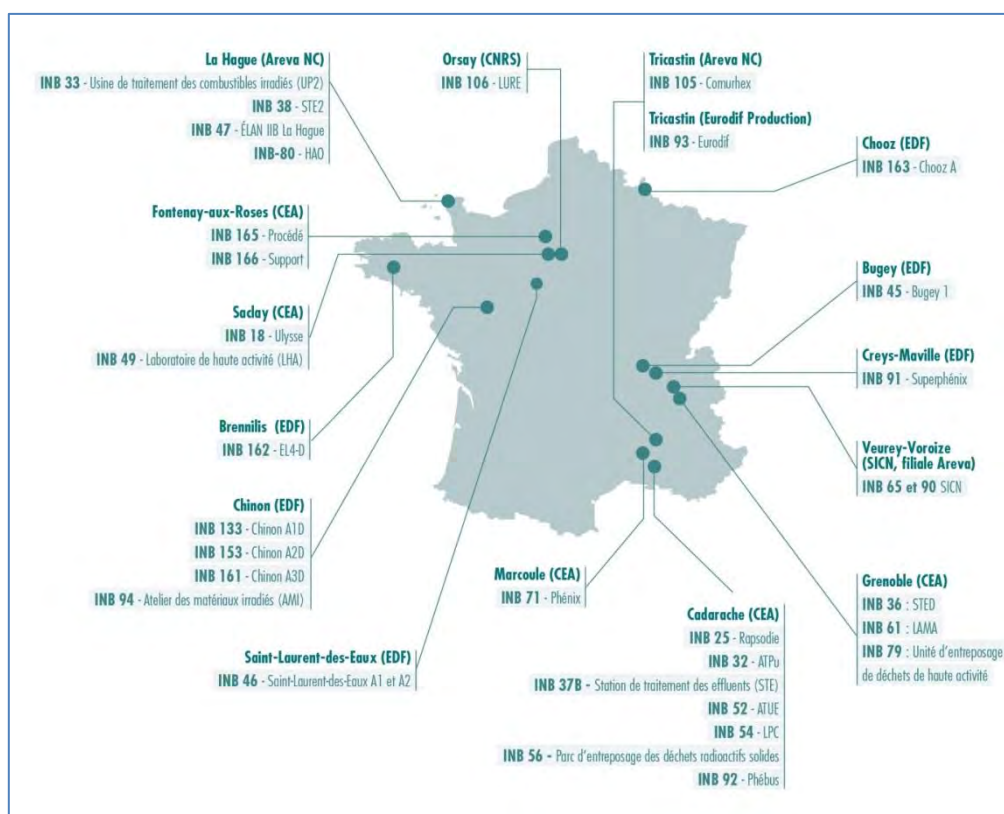 La Hague (Areva NC)
INB 33 - Usine de traitement des combustibles irradiés (UP2)
INB 38 - STE2
INB 47 - ÉLAN IIB La Hague
INB-80 - HAO
Orsay (CNRS)
INB 106 - LURE
Tricastin (Areva NC)
INB 105 - Comurhex
Tricastin (Eurodif Production)
INB 93 - Eurodif
Chooz (EDF)
INB 163 - Chooz A
Fontenay-aux-Roses (CEA)
INB 165 - Procédé
INB 166 - Support
Bugey (EDF)
INB 45 - Bugey 1
Saclay (CEA)
INB 18 - Ulysse
INB 49 - Laboratoire de haute activité (LHA)
Creys-Maville (EDF)
INB 91 - Superphénix
Brennilis (EDF)
INB 162 - EL4-D
Veurey-Voroize
(SICN, filiale Areva)
INB 65 et 90 SICN
Chinon (EDF)
INB 133 - Chinon A1D
INB 153 - Chinon A2D
INB 161 - Chinon A3D
INB 94 - Atelier des matériaux irradiés (AMI)
Marcoule (CEA)
INB 71 - Phénix
Grenoble (CEA)
INB 36 : STED
INB 61 : LAMA
INB 79 : Unité d'entreposage
de déchets de haute activité
Saint-Laurent-des-Eaux (EDF)
INB 46 - Saint-Laurent-des-Eaux A1 et A2
Cadarache (CEA)
INB 25 - Rapsodie
INB 32 - ATPu
INB 37B - Station de traitement des effluents (STE)
INB 52 - ATUE
INB 54 - LPC
INB 56 - Parc d'entreposage des déchets radioactifs solides
INB 92 - Phébus